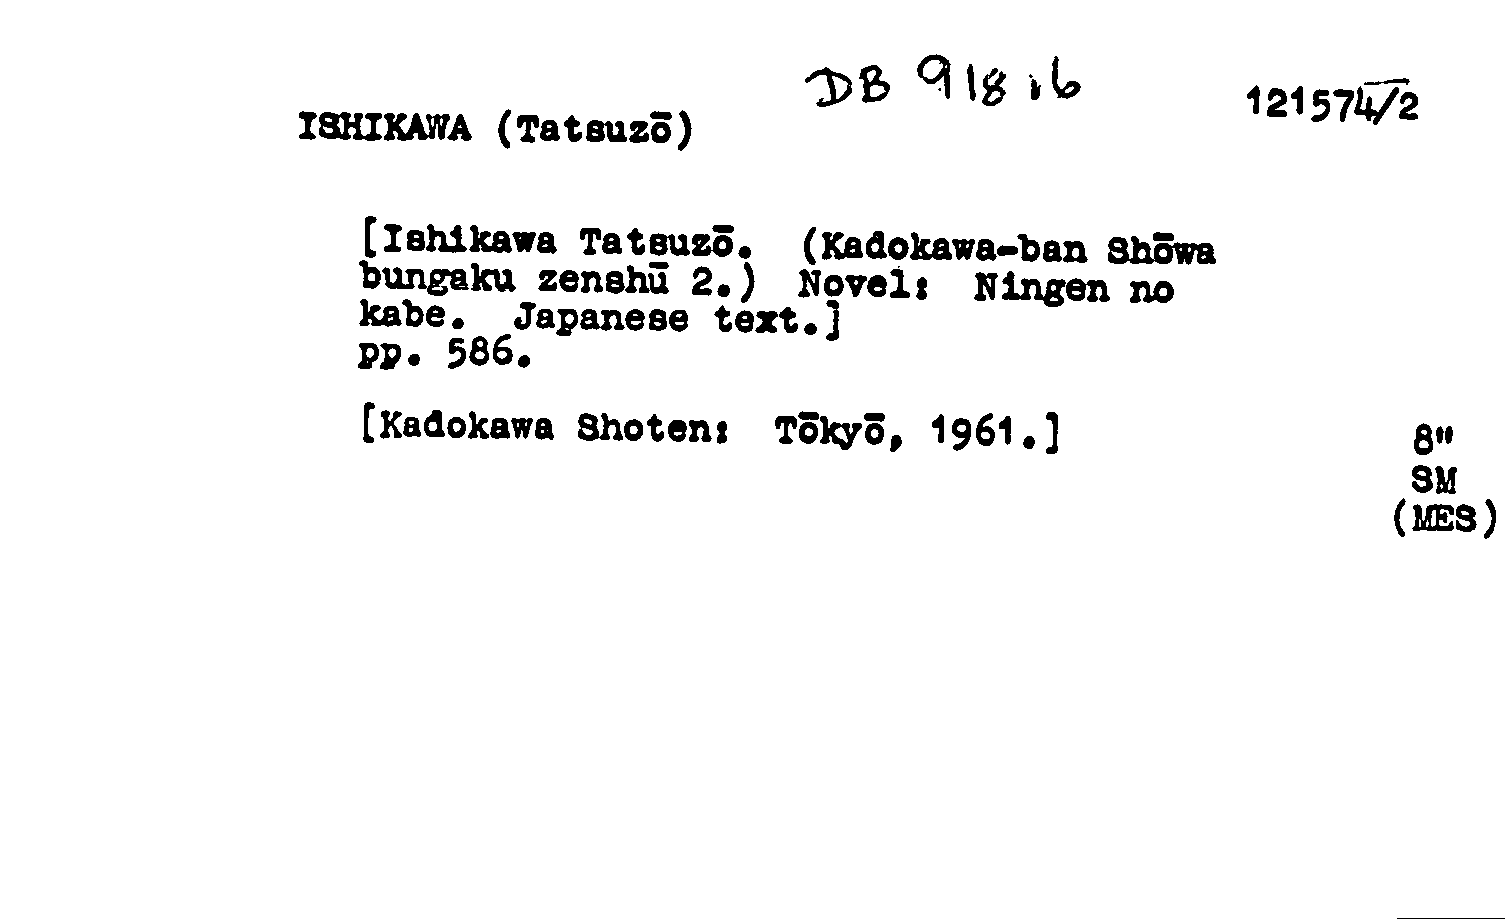 DB 918.6
121574/2
ISHIKAWA (Tatsuzō)
[Ishikawa Tatsuzō. (Kadokawa-ban Shōwa
bungaku zenshū 2.) Novel: Ningen no
kabe. Japanese text.]
pp. 586.
[Kadokawa Shoten: Tōkyō, 1961.]
8"
SM
(MES)